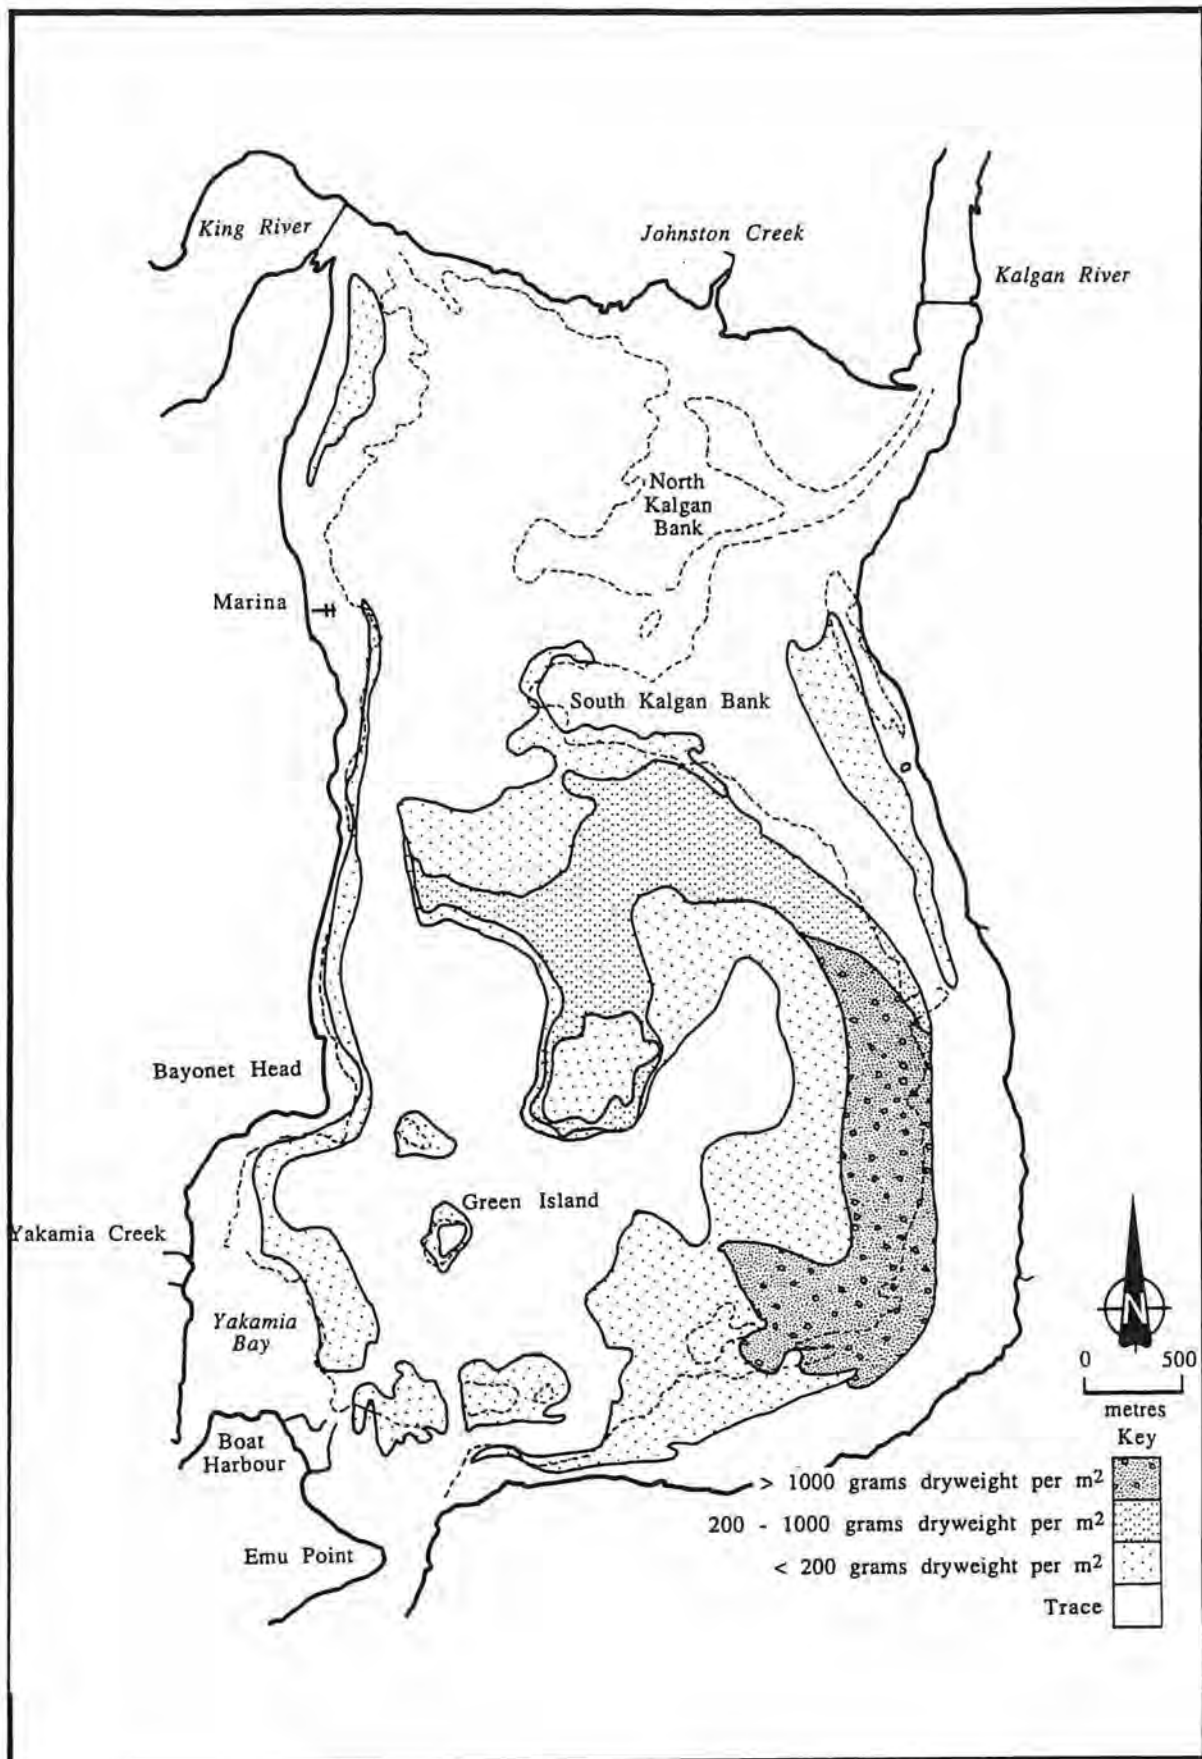 King River
Johnston Creek
Kalgan River
North
Kalgan
Bank
Marina
South Kalgan Bank
Bayonet Head
Green Island
Yakamia Creek
Yakamia
Bay
N
0 500
metres
Boat
Harbour
Key
> 1000 grams dryweight per m2
200 - 1000 grams dryweight per m2
Emu Point
< 200 grams dryweight per m2
Trace